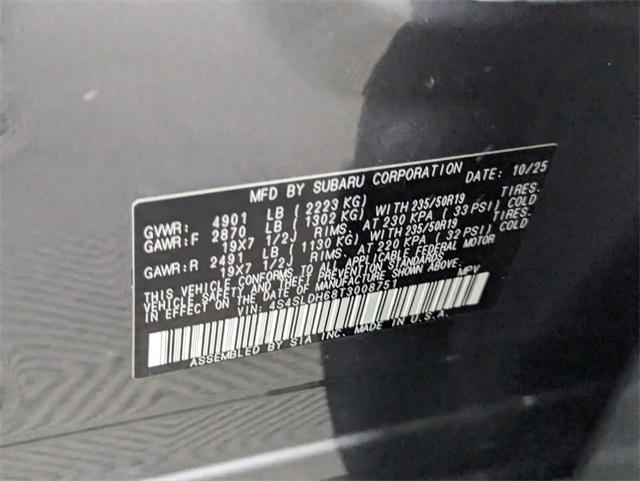 MFD BY SUBARU CORPORATION DATE: 10/25
GVWR: 4901 LB (2223 KG)
GAWR:F 2870 LB (1302 KG) WITH 235/50R19 TIRES.
19X7 1/2J RIMS. AT 230 KPA (33 PSI) COLD
GAWR:R 2491 LB (1130 KG) WITH 235/50R19 TIRES.
19X7 1/2J RIMS. AT 220 KPA (32 PSI) COLD
THIS VEHICLE CONFORMS TO ALL APPLICABLE FEDERAL MOTOR
VEHICLE SAFETY AND THEFT PREVENTION STANDARDS
IN EFFECT ON THE DATE OF MANUFACTURE SHOWN ABOVE.
VIN: 4S4SLDH68T3008751 MPV
ASSEMBLED BY SIA INC. MADE IN U.S.A.